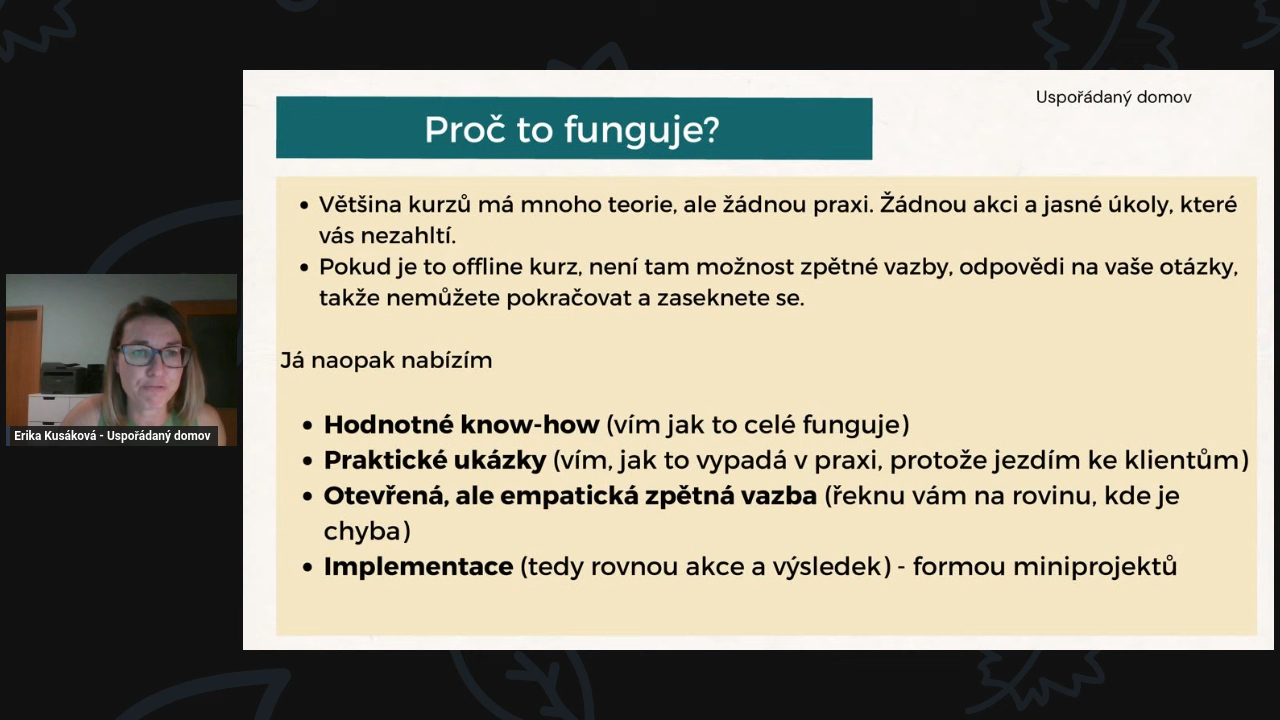 Uspořádaný domov
Proč to funguje?
• Většina kurzů má mnoho teorie, ale žádnou praxi. Žádnou akci a jasné úkoly, které
vás nezahltí.
• Pokud je to offline kurz, není tam možnost zpětné vazby, odpovědi na vaše otázky,
takže nemůžete pokračovat a zaseknete se.
Já naopak nabízím
• Hodnotné know-how (vím jak to celé funguje)
• Praktické ukázky (vím, jak to vypadá v praxi, protože jezdím ke klientům)
• Otevřená, ale empatická zpětná vazba (řeknu vám na rovinu, kde je
chyba)
• Implementace (tedy rovnou akce a výsledek) - formou miniprojektů
Erika Kusáková - Uspořádaný domov